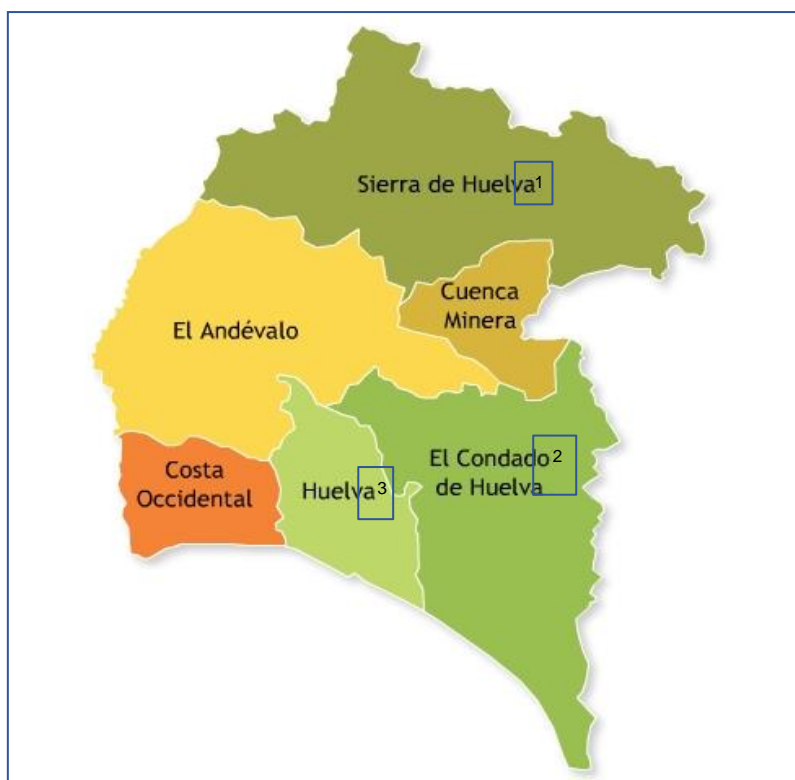 Sierra de Huelva¹
Cuenca
Minera
El Andévalo
El Condado²
de Huelva
Costa
Occidental
Huelva³